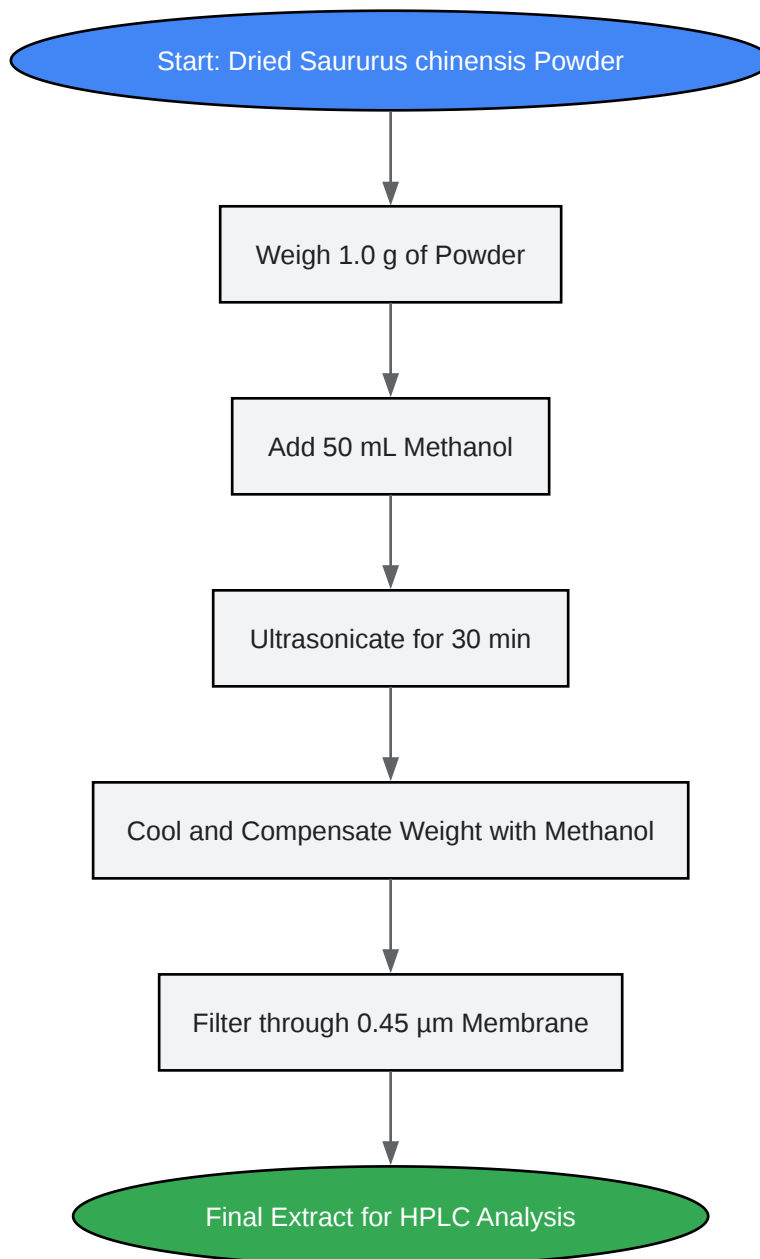 Start: Dried Saururus chinensis Powder
Weigh 1.0 g of Powder
Add 50 mL Methanol
Ultrasonicate for 30 min
Cool and Compensate Weight with Methanol
Filter through 0.45 µm Membrane
Final Extract for HPLC Analysis